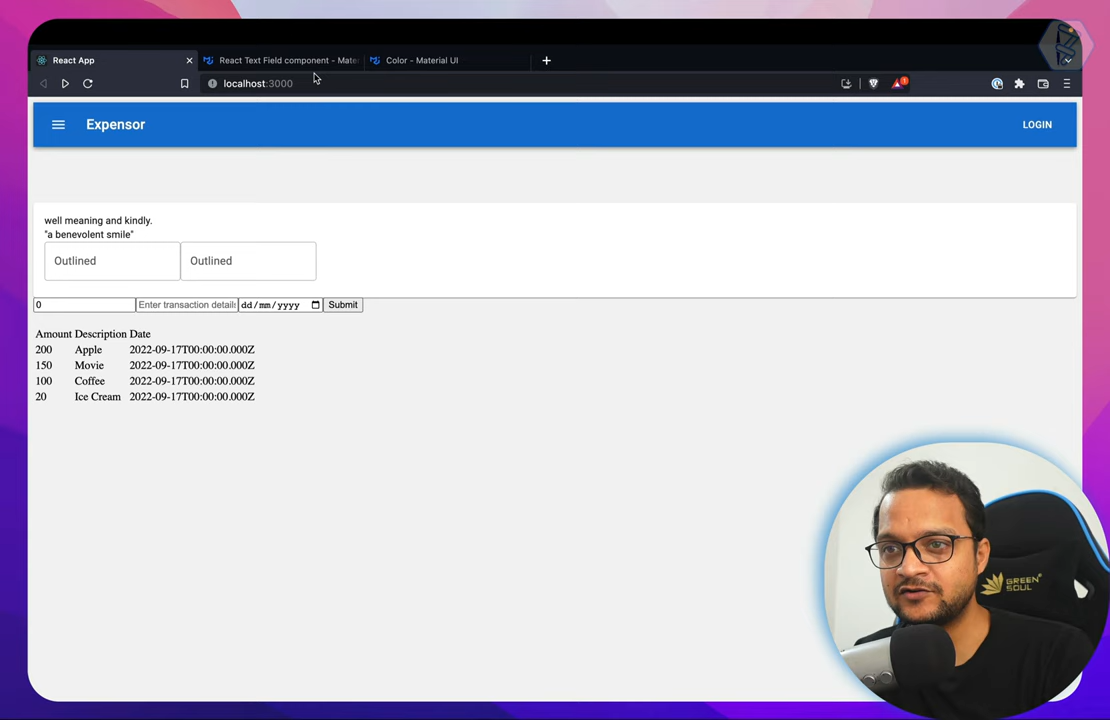 React App
React Text Field component - Mate
Color - Material UI
localhost:3000
1
Expensor
LOGIN
well meaning and kindly.
"a benevolent smile"
Outlined Outlined
0 Enter transaction details dd/mm/yyyy Submit
Amount Description Date
200 Apple 2022-09-17T00:00:00.000Z
150 Movie 2022-09-17T00:00:00.000Z
100 Coffee 2022-09-17T00:00:00.000Z
20 Ice Cream 2022-09-17T00:00:00.000Z
GREEN
SOUL